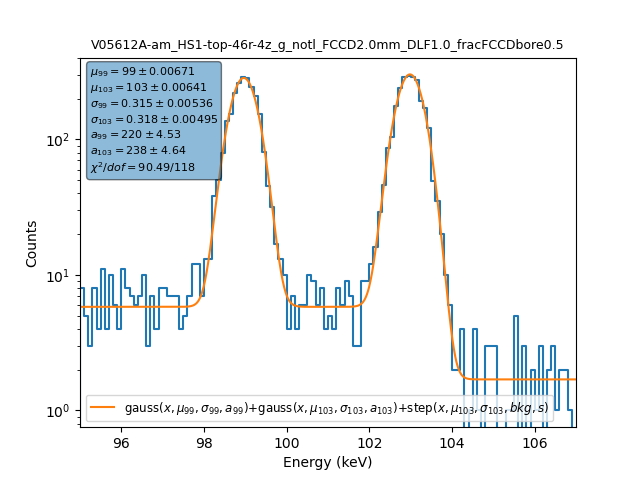 V05612A-am_HS1-top-46r-4z_g_notl_FCCD2.0mm_DLF1.0_fracFCCDbore0.5
μ₉₉ = 99 ± 0.00671
μ₁₀₃ = 103 ± 0.00641
σ₉₉ = 0.315 ± 0.00536
σ₁₀₃ = 0.318 ± 0.00495
a₉₉ = 220 ± 4.53
a₁₀₃ = 238 ± 4.64
χ²/dof = 90.49/118
10²
10¹
10⁰
Counts
gauss(x, μ₉₉, σ₉₉, a₉₉)+gauss(x, μ₁₀₃, σ₁₀₃, a₁₀₃)+step(x, μ₁₀₃, σ₁₀₃, bkg, s)
96 98 100 102 104 106
Energy (keV)